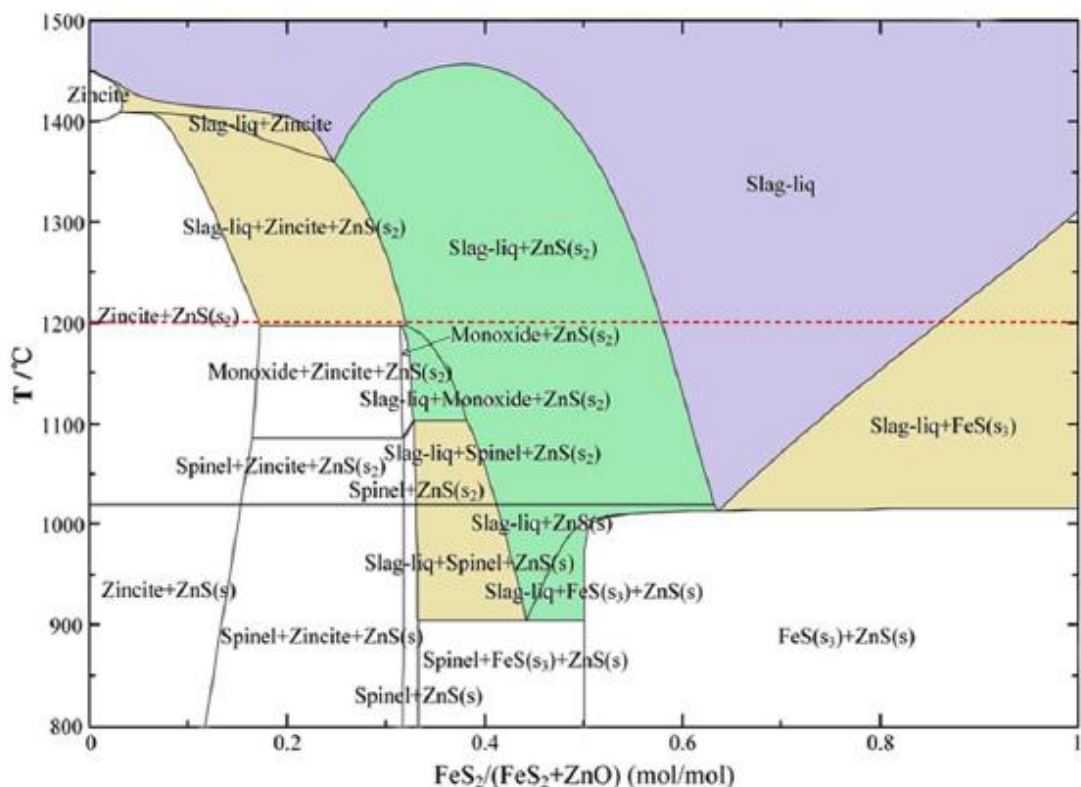 1500
1400
1300
1200
1100
1000
900
800
T /℃
Zincite
Slag-liq+Zincite
Slag-liq
Slag-liq+Zincite+ZnS(s₂)
Slag-liq+ZnS(s₂)
Zincite+ZnS(s₂)
Monoxide+ZnS(s₂)
Monoxide+Zincite+ZnS(s₂)
Slag-liq+Monoxide+ZnS(s₂)
Slag-liq+FeS(s₃)
Slag-liq+Spinel+ZnS(s₂)
Spinel+Zincite+ZnS(s₂)
Spinel+ZnS(s₂)
Slag-liq+ZnS(s)
Slag-liq+Spinel+ZnS(s)
Zincite+ZnS(s)
Slag-liq+FeS(s₃)+ZnS(s)
Spinel+Zincite+ZnS(s)
FeS(s₃)+ZnS(s)
Spinel+FeS(s₃)+ZnS(s)
Spinel+ZnS(s)
0 0.2 0.4 0.6 0.8 1
FeS₂/(FeS₂+ZnO) (mol/mol)